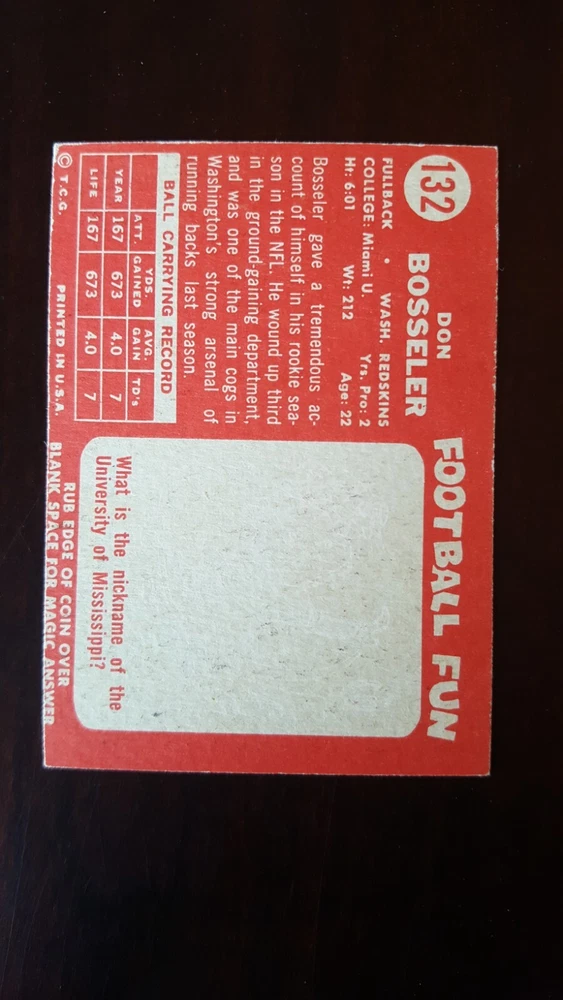 132
DON
BOSSELER
FULLBACK • WASH. REDSKINS
COLLEGE: Miami U. Yrs. Pro: 2
Ht: 6:01 Wt: 212 Age: 22
Bosseler gave a tremendous ac-
count of himself in his rookie sea-
son in the NFL. He wound up third
in the ground-gaining department,
and was one of the main cogs in
Washington's strong arsenal of
running backs last season.
BALL CARRYING RECORD
ATT. YDS. GAINED AVG. GAIN TD's
YEAR 167 673 4.0 7
LIFE 167 673 4.0 7
© T.C.G. PRINTED IN U.S.A.
FOOTBALL FUN
What is the nickname of the
University of Mississippi?
RUB EDGE OF COIN OVER
BLANK SPACE FOR MAGIC ANSWER